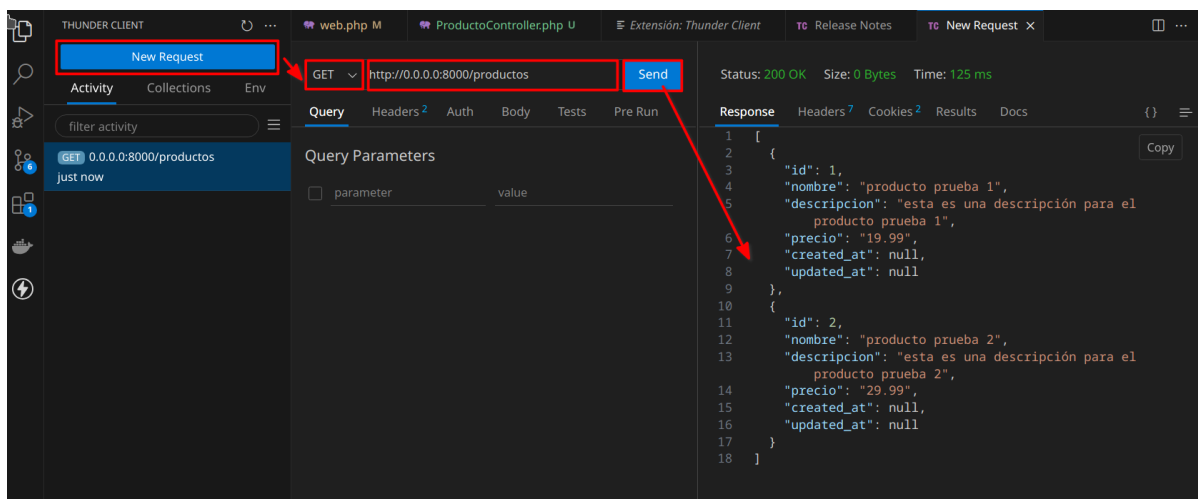 THUNDER CLIENT
New Request
Activity Collections Env
filter activity
GET 0.0.0.0:8000/productos
just now
6
1
web.php M
ProductoController.php U
Extensión: Thunder Client
TC Release Notes
TC New Request
GET http://0.0.0.0:8000/productos Send
Query Headers 2 Auth Body Tests Pre Run
Query Parameters
parameter value
Status: 200 OK Size: 0 Bytes Time: 125 ms
Response Headers 7 Cookies 2 Results Docs {}
Copy
1 [
2 {
3 "id": 1,
4 "nombre": "producto prueba 1",
5 "descripcion": "esta es una descripción para el
producto prueba 1",
6 "precio": "19.99",
7 "created_at": null,
8 "updated_at": null
9 },
10 {
11 "id": 2,
12 "nombre": "producto prueba 2",
13 "descripcion": "esta es una descripción para el
producto prueba 2",
14 "precio": "29.99",
15 "created_at": null,
16 "updated_at": null
17 }
18 ]